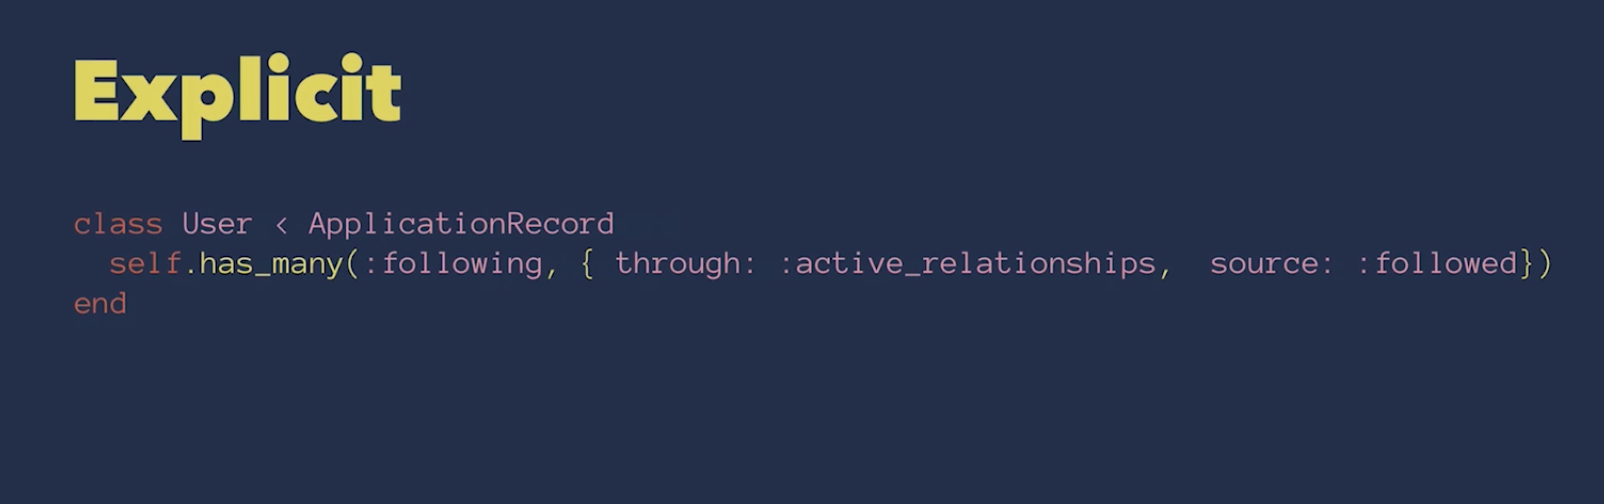 Explicit
class User < ApplicationRecord
  self.has_many(:following, { through: :active_relationships,  source: :followed})
end